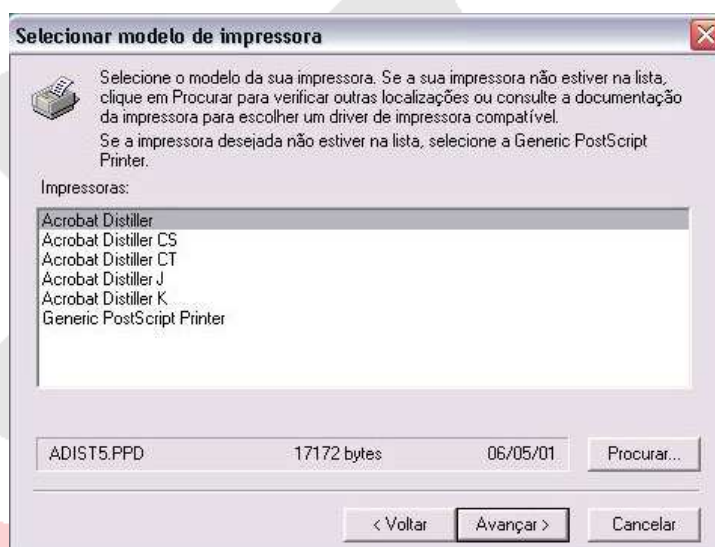 Selecionar modelo de impressora
Selecione o modelo da sua impressora. Se a sua impressora não estiver na lista,
clique em Procurar para verificar outras localizações ou consulte a documentação
da impressora para escolher um driver de impressora compatível.
Se a impressora desejada não estiver na lista, selecione a Generic PostScript
Printer.
Impressoras:
Acrobat Distiller
Acrobat Distiller CS
Acrobat Distiller CT
Acrobat Distiller J
Acrobat Distiller K
Generic PostScript Printer
ADIST5.PPD 17172 bytes 06/05/01 Procurar...
< Voltar Avançar > Cancelar